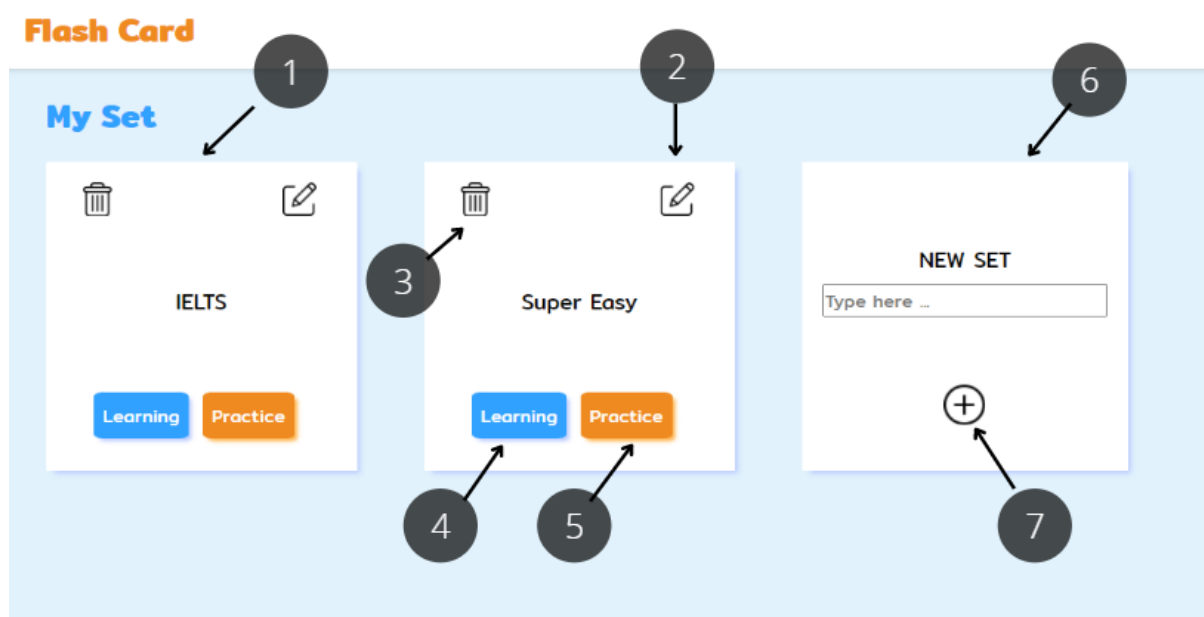 Flash Card
1
2
6
My Set
3
IELTS
Super Easy
NEW SET
Type here ...
Learning Practice
Learning Practice
4
5
7